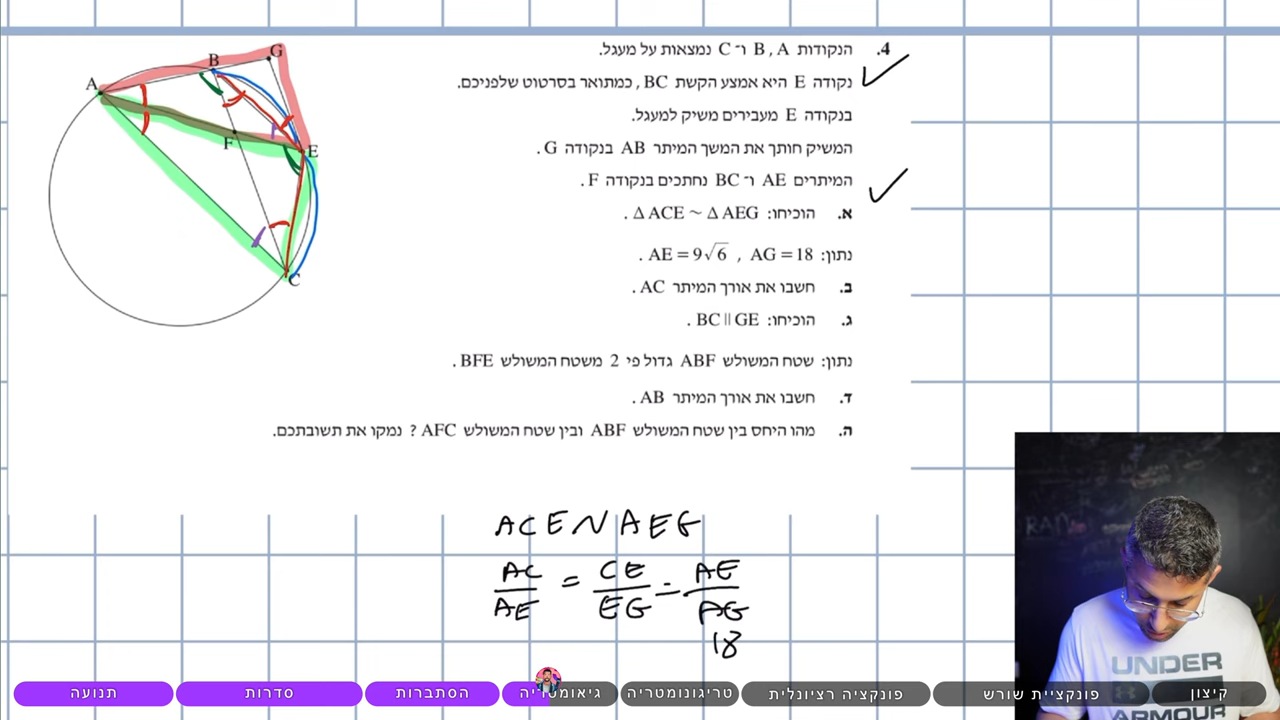 4. הנקודות A , B ו־ C נמצאות על מעגל.
נקודה E היא אמצע הקשת BC , כמתואר בסרטוט שלפניכם.
בנקודה E מעבירים משיק למעגל.
המשיק חותך את המשך המיתר AB בנקודה G .
המיתרים AE ו־ BC נחתכים בנקודה F .
א. הוכיחו: Δ ACE ~ Δ AEG .
נתון: AG = 18 , AE = 9√6 .
ב. חשבו את אורך המיתר AC .
ג. הוכיחו: BC || GE .
נתון: שטח המשולש ABF גדול פי 2 משטח המשולש BFE .
ד. חשבו את אורך המיתר AB .
ה. מהו היחס בין שטח המשולש ABF ובין שטח המשולש AFC ? נמקו את תשובתכם.
A
B
G
F
E
C
ACE ~ AEG
AC/AE = CE/EG = AE/AG
18
UNDER
ARMOUR
תנועה
סדרות
הסתברות
גיאומטריה
טריגונומטריה
פונקציה רציונלית
פונקציית שורש
קיצון